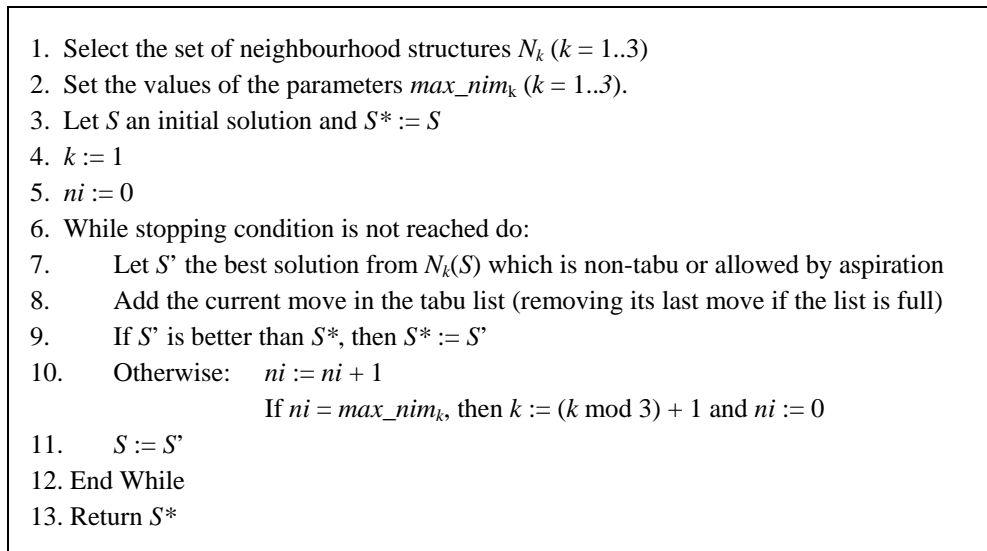 1. Select the set of neighbourhood structures Nk (k = 1..3)
2. Set the values of the parameters max_nimk (k = 1..3).
3. Let S an initial solution and S* := S
4. k := 1
5. ni := 0
6. While stopping condition is not reached do:
7. Let S’ the best solution from Nk(S) which is non-tabu or allowed by aspiration
8. Add the current move in the tabu list (removing its last move if the list is full)
9. If S’ is better than S*, then S* := S’
10. Otherwise: ni := ni + 1
If ni = max_nimk, then k := (k mod 3) + 1 and ni := 0
11. S := S’
12. End While
13. Return S*